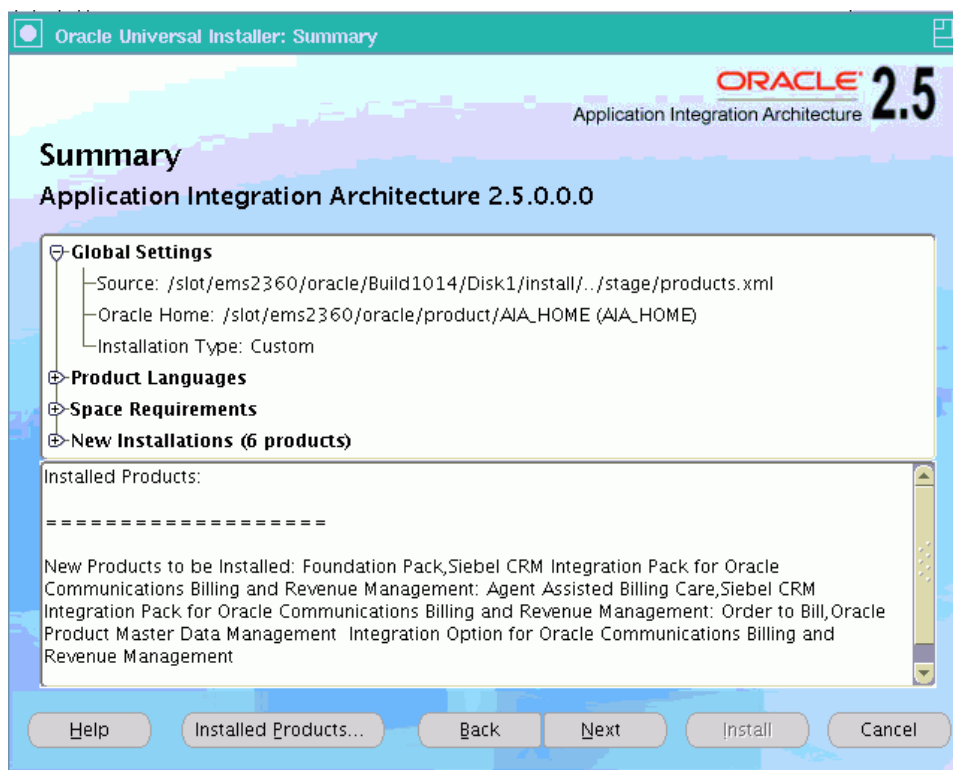 Oracle Universal Installer: Summary
ORACLE
2.5
Application Integration Architecture
Summary
Application Integration Architecture 2.5.0.0.0
Global Settings
Source: /slot/ems2360/oracle/Build1014/Disk1/install/../stage/products.xml
Oracle Home: /slot/ems2360/oracle/product/AIA_HOME (AIA_HOME)
Installation Type: Custom
Product Languages
Space Requirements
New Installations (6 products)
Installed Products:
===================
New Products to be Installed: Foundation Pack,Siebel CRM Integration Pack for Oracle
Communications Billing and Revenue Management: Agent Assisted Billing Care,Siebel CRM
Integration Pack for Oracle Communications Billing and Revenue Management: Order to Bill,Oracle
Product Master Data Management  Integration Option for Oracle Communications Billing and
Revenue Management
Help
Installed Products...
Back
Next
Install
Cancel